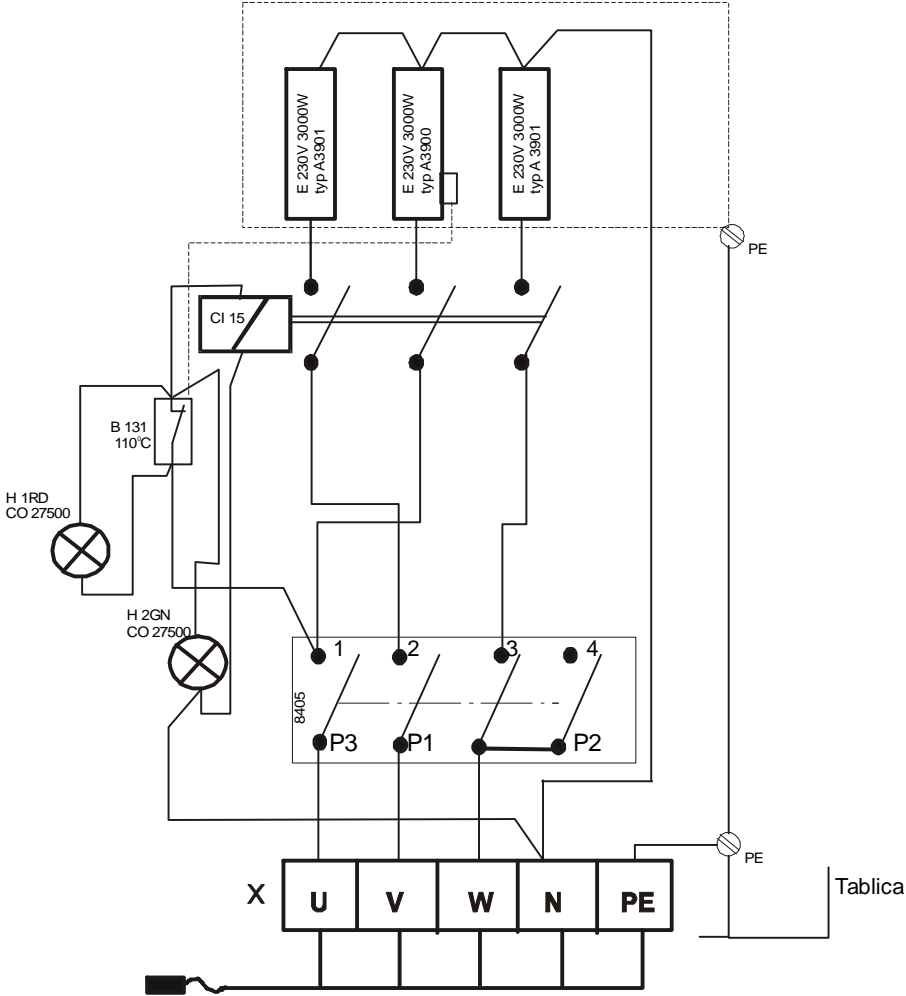 E 230V 3000W
typ A3901
E 230V 3000W
typ A3900
E 230V 3000W
typ A 3901
PE
CI 15
B 131
110°C
H 1RD
CO 27500
H 2GN
CO 27500
1
2
3
4
8405
P3
P1
P2
PE
X
U
V
W
N
PE
Tablica